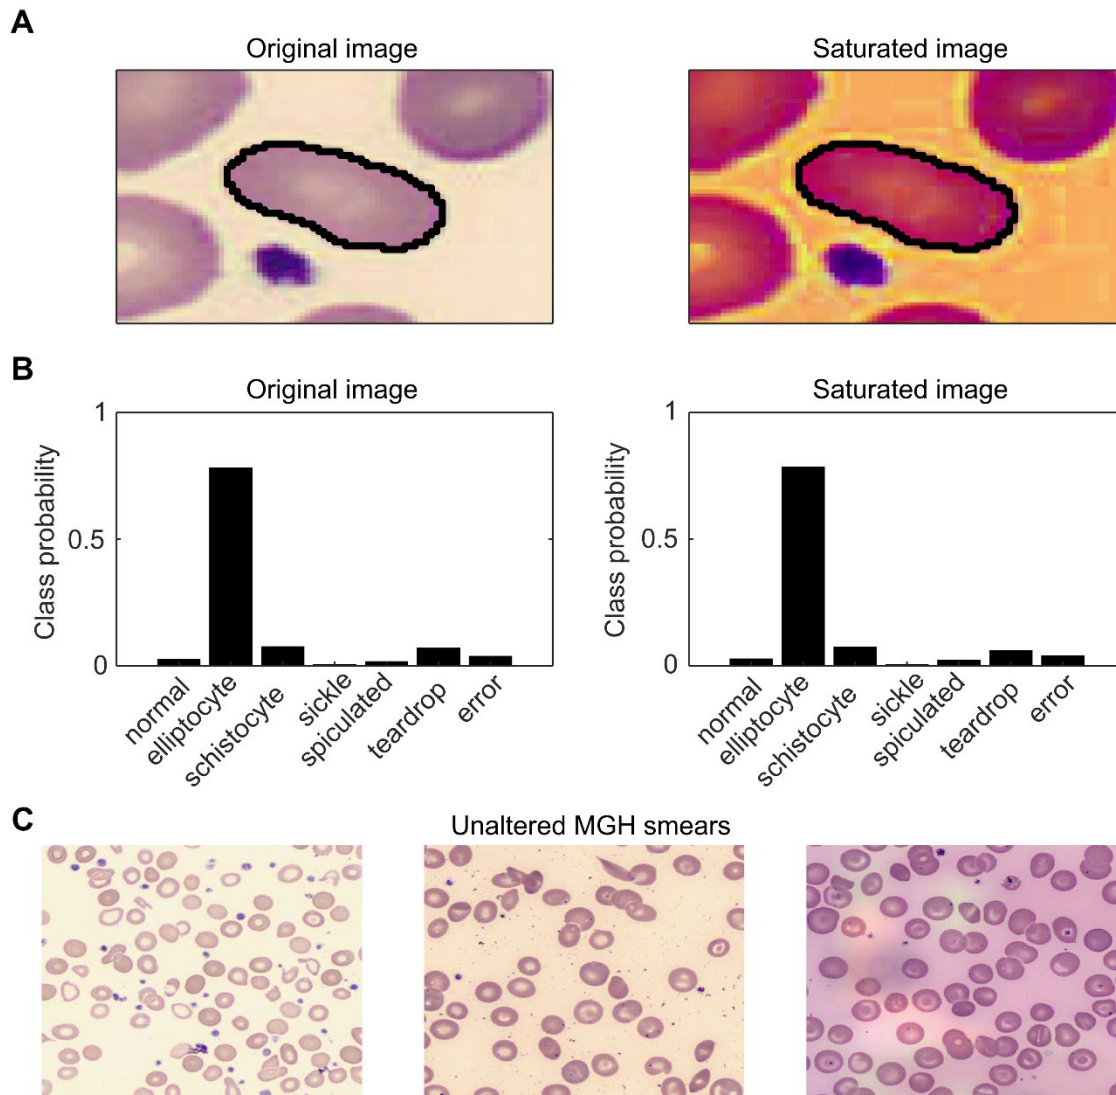 A
Original image
Saturated image
B
Original image
Saturated image
Class probability
1
0.5
0
normal
elliptocyte
schistocyte
sickle
spiculated
teardrop
error
Class probability
1
0.5
0
normal
elliptocyte
schistocyte
sickle
spiculated
teardrop
error
C
Unaltered MGH smears